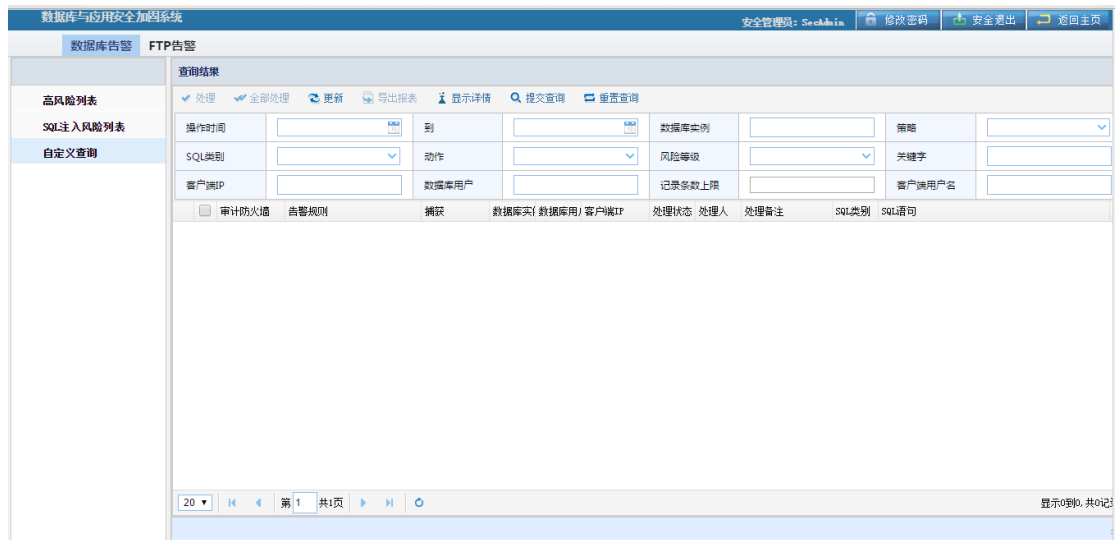 数据库与应用安全加固系统
安全管理员: SecAdmin 修改密码 安全退出 返回主页
数据库告警 FTP告警
查询结果
高风险列表
SQL注入风险列表
自定义查询
处理 全部处理 更新 导出报表 显示详情 提交查询 重置查询
操作时间 到 数据库实例 策略
SQL类别 动作 风险等级 关键字
客户端IP 数据库用户 记录条数上限 客户端用户名
审计防火墙 告警规则 捕获 数据库实 数据库用 客户端IP 处理状态 处理人 处理备注 SQL类别 SQL语句
20 第 1 共1页
显示0到0, 共0记